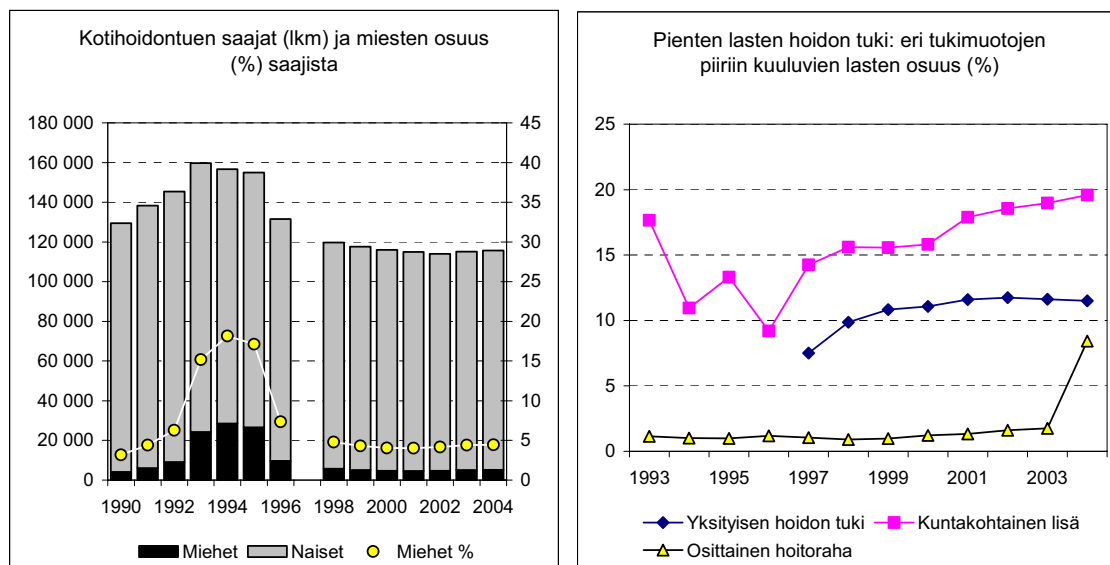 Kotihoidontuen saajat (lkm) ja miesten osuus
(%) saajista
180 000
160 000
140 000
120 000
100 000
80 000
60 000
40 000
20 000
0
45
40
35
30
25
20
15
10
5
0
1990 1992 1994 1996 1998 2000 2002 2004
Miehet Naiset Miehet %
Pienten lasten hoidon tuki: eri tukimuotojen
piiriin kuuluvien lasten osuus (%)
25
20
15
10
5
0
1993 1995 1997 1999 2001 2003
Yksityisen hoidon tuki Kuntakohtainen lisä
Osittainen hoitoraha